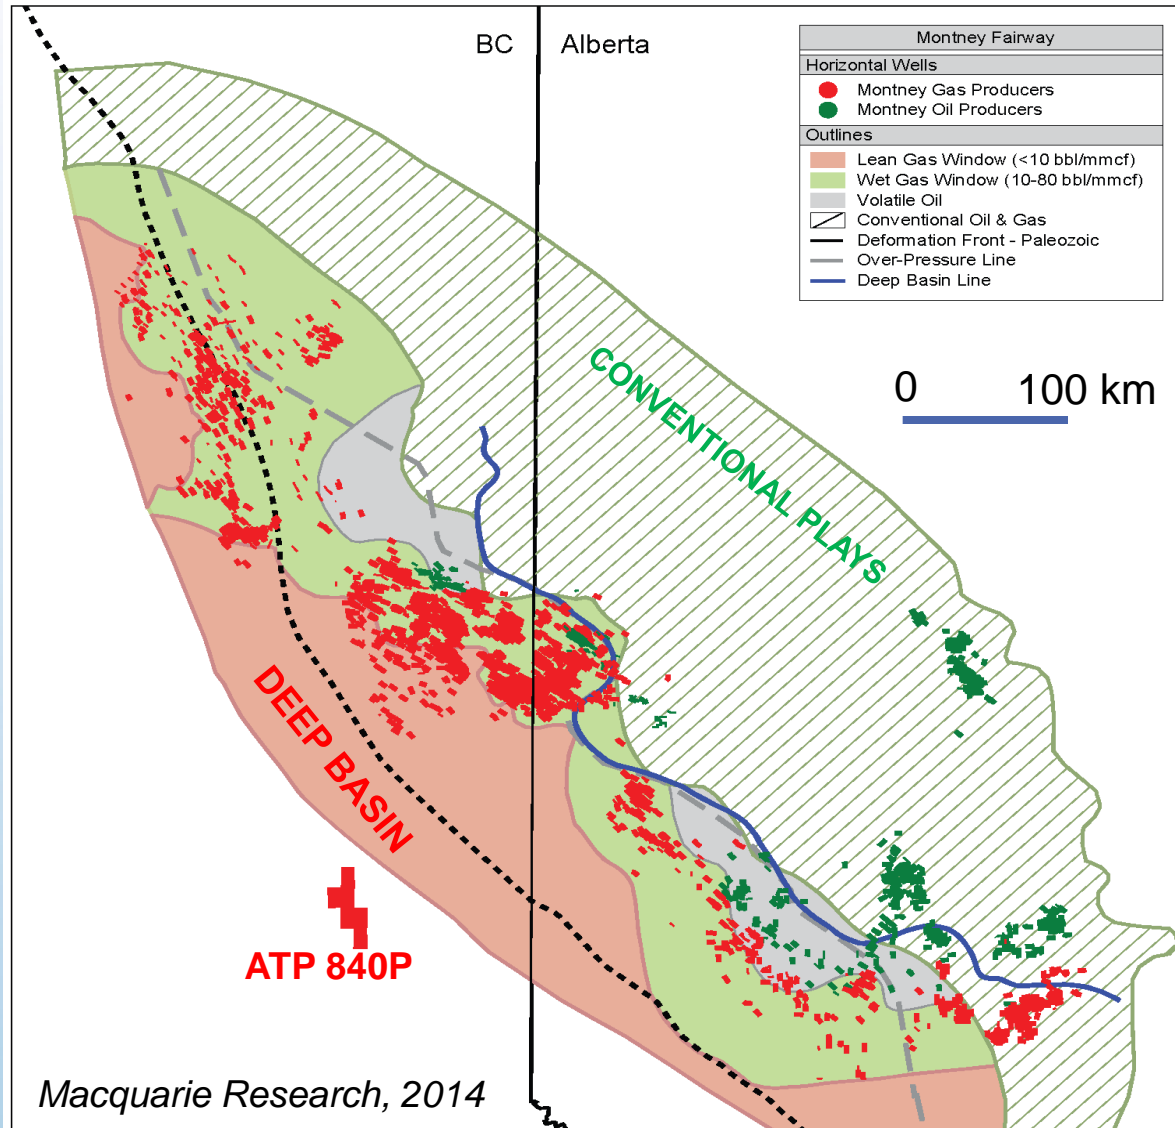 BC
Alberta
Montney Fairway
Horizontal Wells
Montney Gas Producers
Montney Oil Producers
Outlines
Lean Gas Window (<10 bbl/mmcf)
Wet Gas Window (10-80 bbl/mmcf)
Volatile Oil
Conventional Oil & Gas
Deformation Front - Paleozoic
Over-Pressure Line
Deep Basin Line
0 100 km
CONVENTIONAL PLAYS
DEEP BASIN
ATP 840P
Macquarie Research, 2014